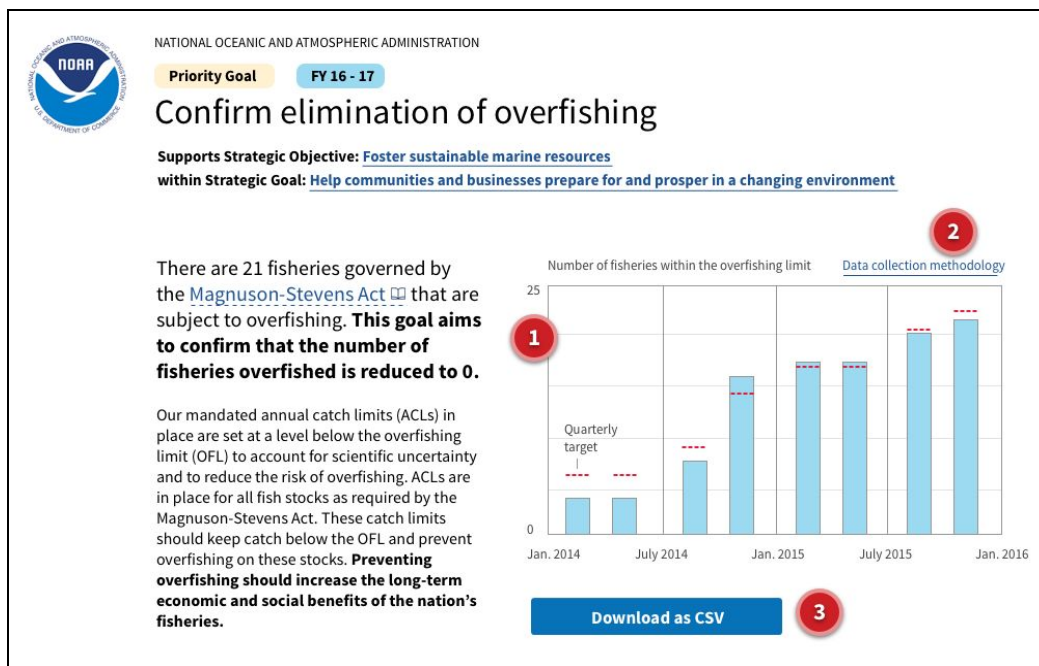 NATIONAL OCEANIC AND ATMOSPHERIC ADMINISTRATION
U.S. DEPARTMENT OF COMMERCE
NOAA
NATIONAL OCEANIC AND ATMOSPHERIC ADMINISTRATION
Priority Goal FY 16 - 17
Confirm elimination of overfishing
Supports Strategic Objective: Foster sustainable marine resources
within Strategic Goal: Help communities and businesses prepare for and prosper in a changing environment
There are 21 fisheries governed by
the Magnuson-Stevens Act that are
subject to overfishing. This goal aims
to confirm that the number of
fisheries overfished is reduced to 0.
Our mandated annual catch limits (ACLs) in
place are set at a level below the overfishing
limit (OFL) to account for scientific uncertainty
and to reduce the risk of overfishing. ACLs are
in place for all fish stocks as required by the
Magnuson-Stevens Act. These catch limits
should keep catch below the OFL and prevent
overfishing on these stocks. Preventing
overfishing should increase the long-term
economic and social benefits of the nation's
fisheries.
2
Number of fisheries within the overfishing limit Data collection methodology
25
1
Quarterly
target
0
Jan. 2014 July 2014 Jan. 2015 July 2015 Jan. 2016
Download as CSV 3